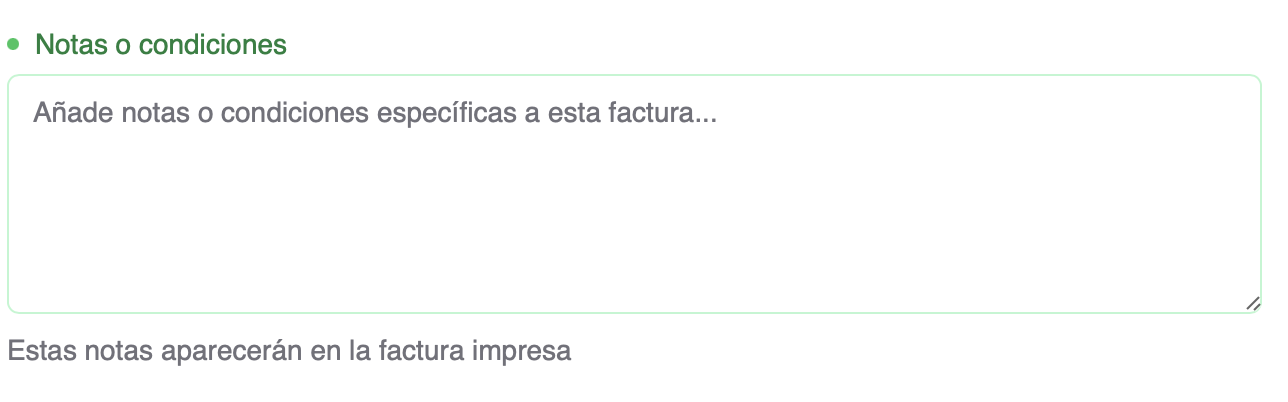 Notas o condiciones
Añade notas o condiciones específicas a esta factura...
Estas notas aparecerán en la factura impresa